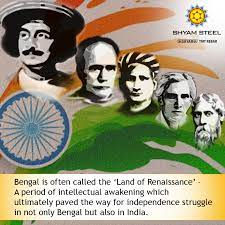 SHYAM STEEL
Bengal is often called the 'Land of Renaissance' -
A period of intellectual awakening which
ultimately paved the way for independence struggle
in not only Bengal but also in India.